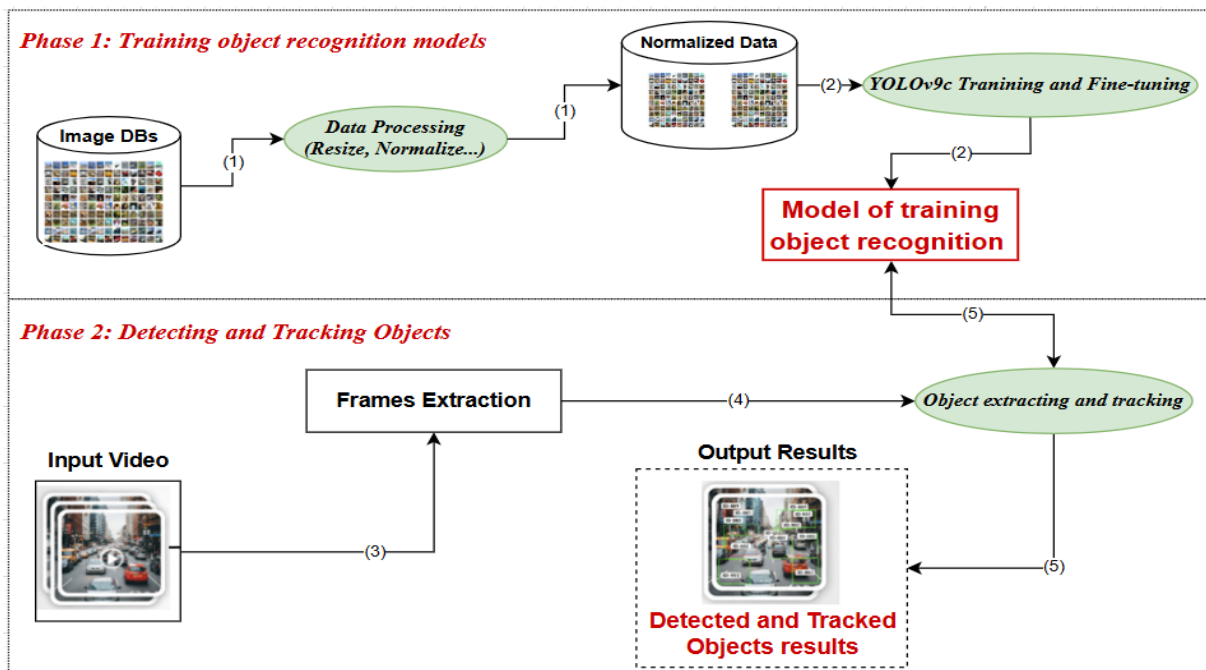 Phase 1: Training object recognition models
Normalized Data
(2)
YOLOv9c Tranining and Fine-tuning
(1)
Image DBs
Data Processing
(Resize, Normalize...)
(1)
(2)
Model of training
object recognition
(5)
Phase 2: Detecting and Tracking Objects
Frames Extraction
(4)
Object extracting and tracking
Input Video
Output Results
(3)
(5)
Detected and Tracked
Objects results